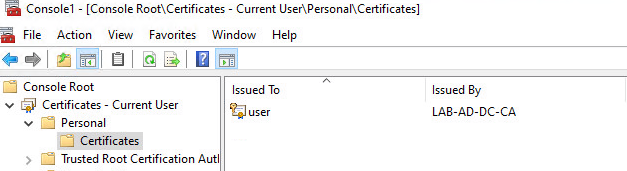 Console1 - [Console Root\Certificates - Current User\Personal\Certificates]
File Action View Favorites Window Help
Console Root
Certificates - Current User
Personal
Certificates
Trusted Root Certification Autl
Issued To
Issued By
user
LAB-AD-DC-CA